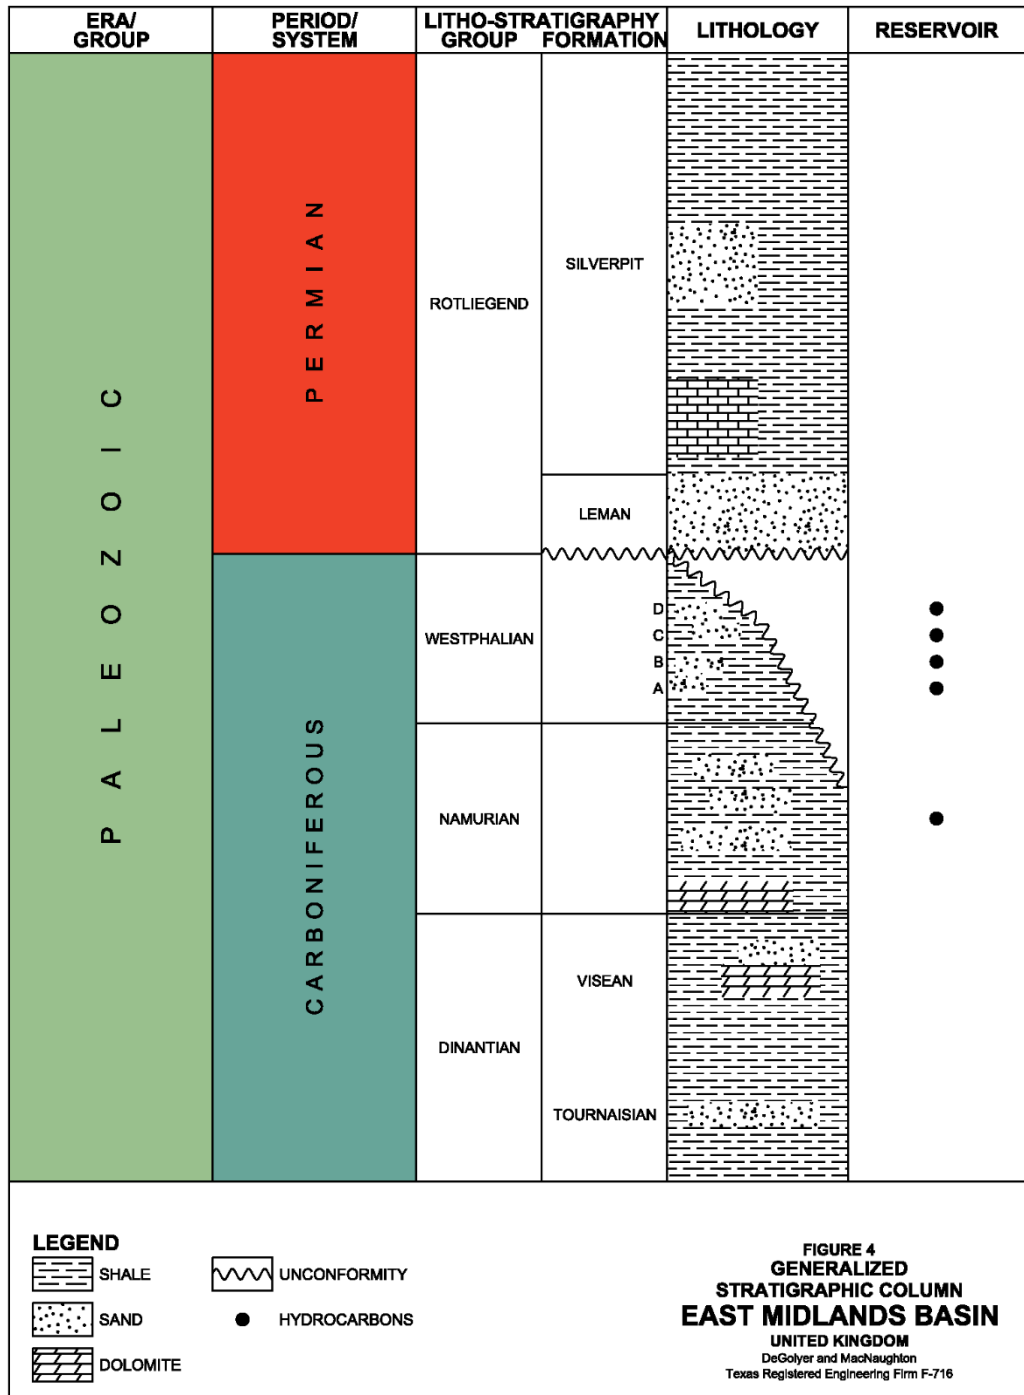 ERA/
GROUP
PERIOD/
SYSTEM
LITHO-STRATIGRAPHY
GROUP FORMATION
LITHOLOGY
RESERVOIR
PALEOZOIC
PERMIAN
CARBONIFEROUS
ROTLIEGEND
SILVERPIT
LEMAN
WESTPHALIAN
D
C
B
A
NAMURIAN
DINANTIAN
VISEAN
TOURNAISIAN
LEGEND
SHALE
SAND
DOLOMITE
UNCONFORMITY
HYDROCARBONS
FIGURE 4
GENERALIZED
STRATIGRAPHIC COLUMN
EAST MIDLANDS BASIN
UNITED KINGDOM
DeGolyer and MacNaughton
Texas Registered Engineering Firm F-716